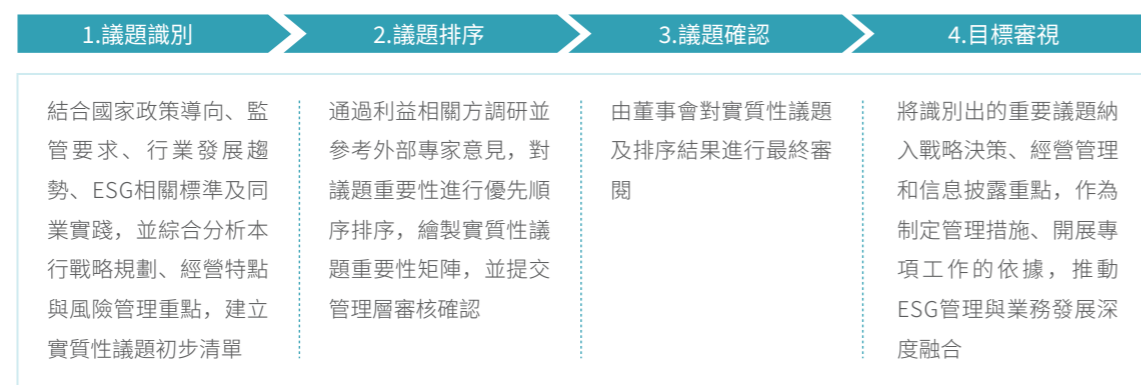 1.議題識別
2.議題排序
3.議題確認
4.目標審視
結合國家政策導向、監
管要求、行業發展趨
勢、ESG相關標準及同
業實踐，並綜合分析本
行戰略規劃、經營特點
與風險管理重點，建立
實質性議題初步清單
通過利益相關方調研並
參考外部專家意見，對
議題重要性進行優先順
序排序，繪製實質性議
題重要性矩陣，並提交
管理層審核確認
由董事會對實質性議題
及排序結果進行最終審
閱
將識別出的重要議題納
入戰略決策、經營管理
和信息披露重點，作為
制定管理措施、開展專
項工作的依據，推動
ESG管理與業務發展深
度融合